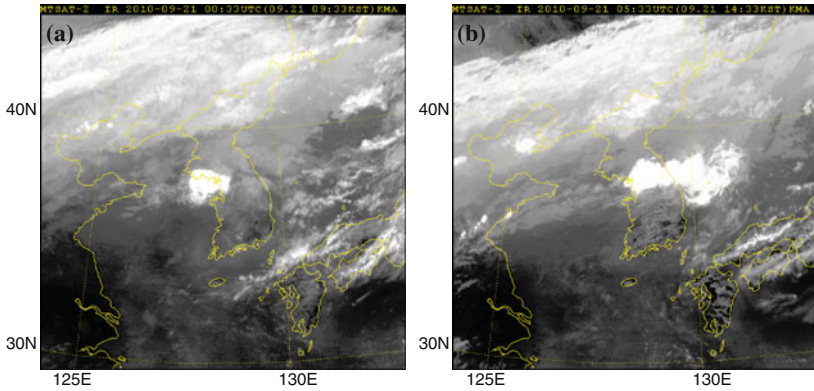 MTSAT-2 IR 2010-09-21 00:33UTC(09.21 09:33KST)KMA
(a)
40N
30N
125E
130E
MTSAT-2 IR 2010-09-21 05:33UTC(09.21 14:33KST)KMA
(b)
40N
30N
125E
130E